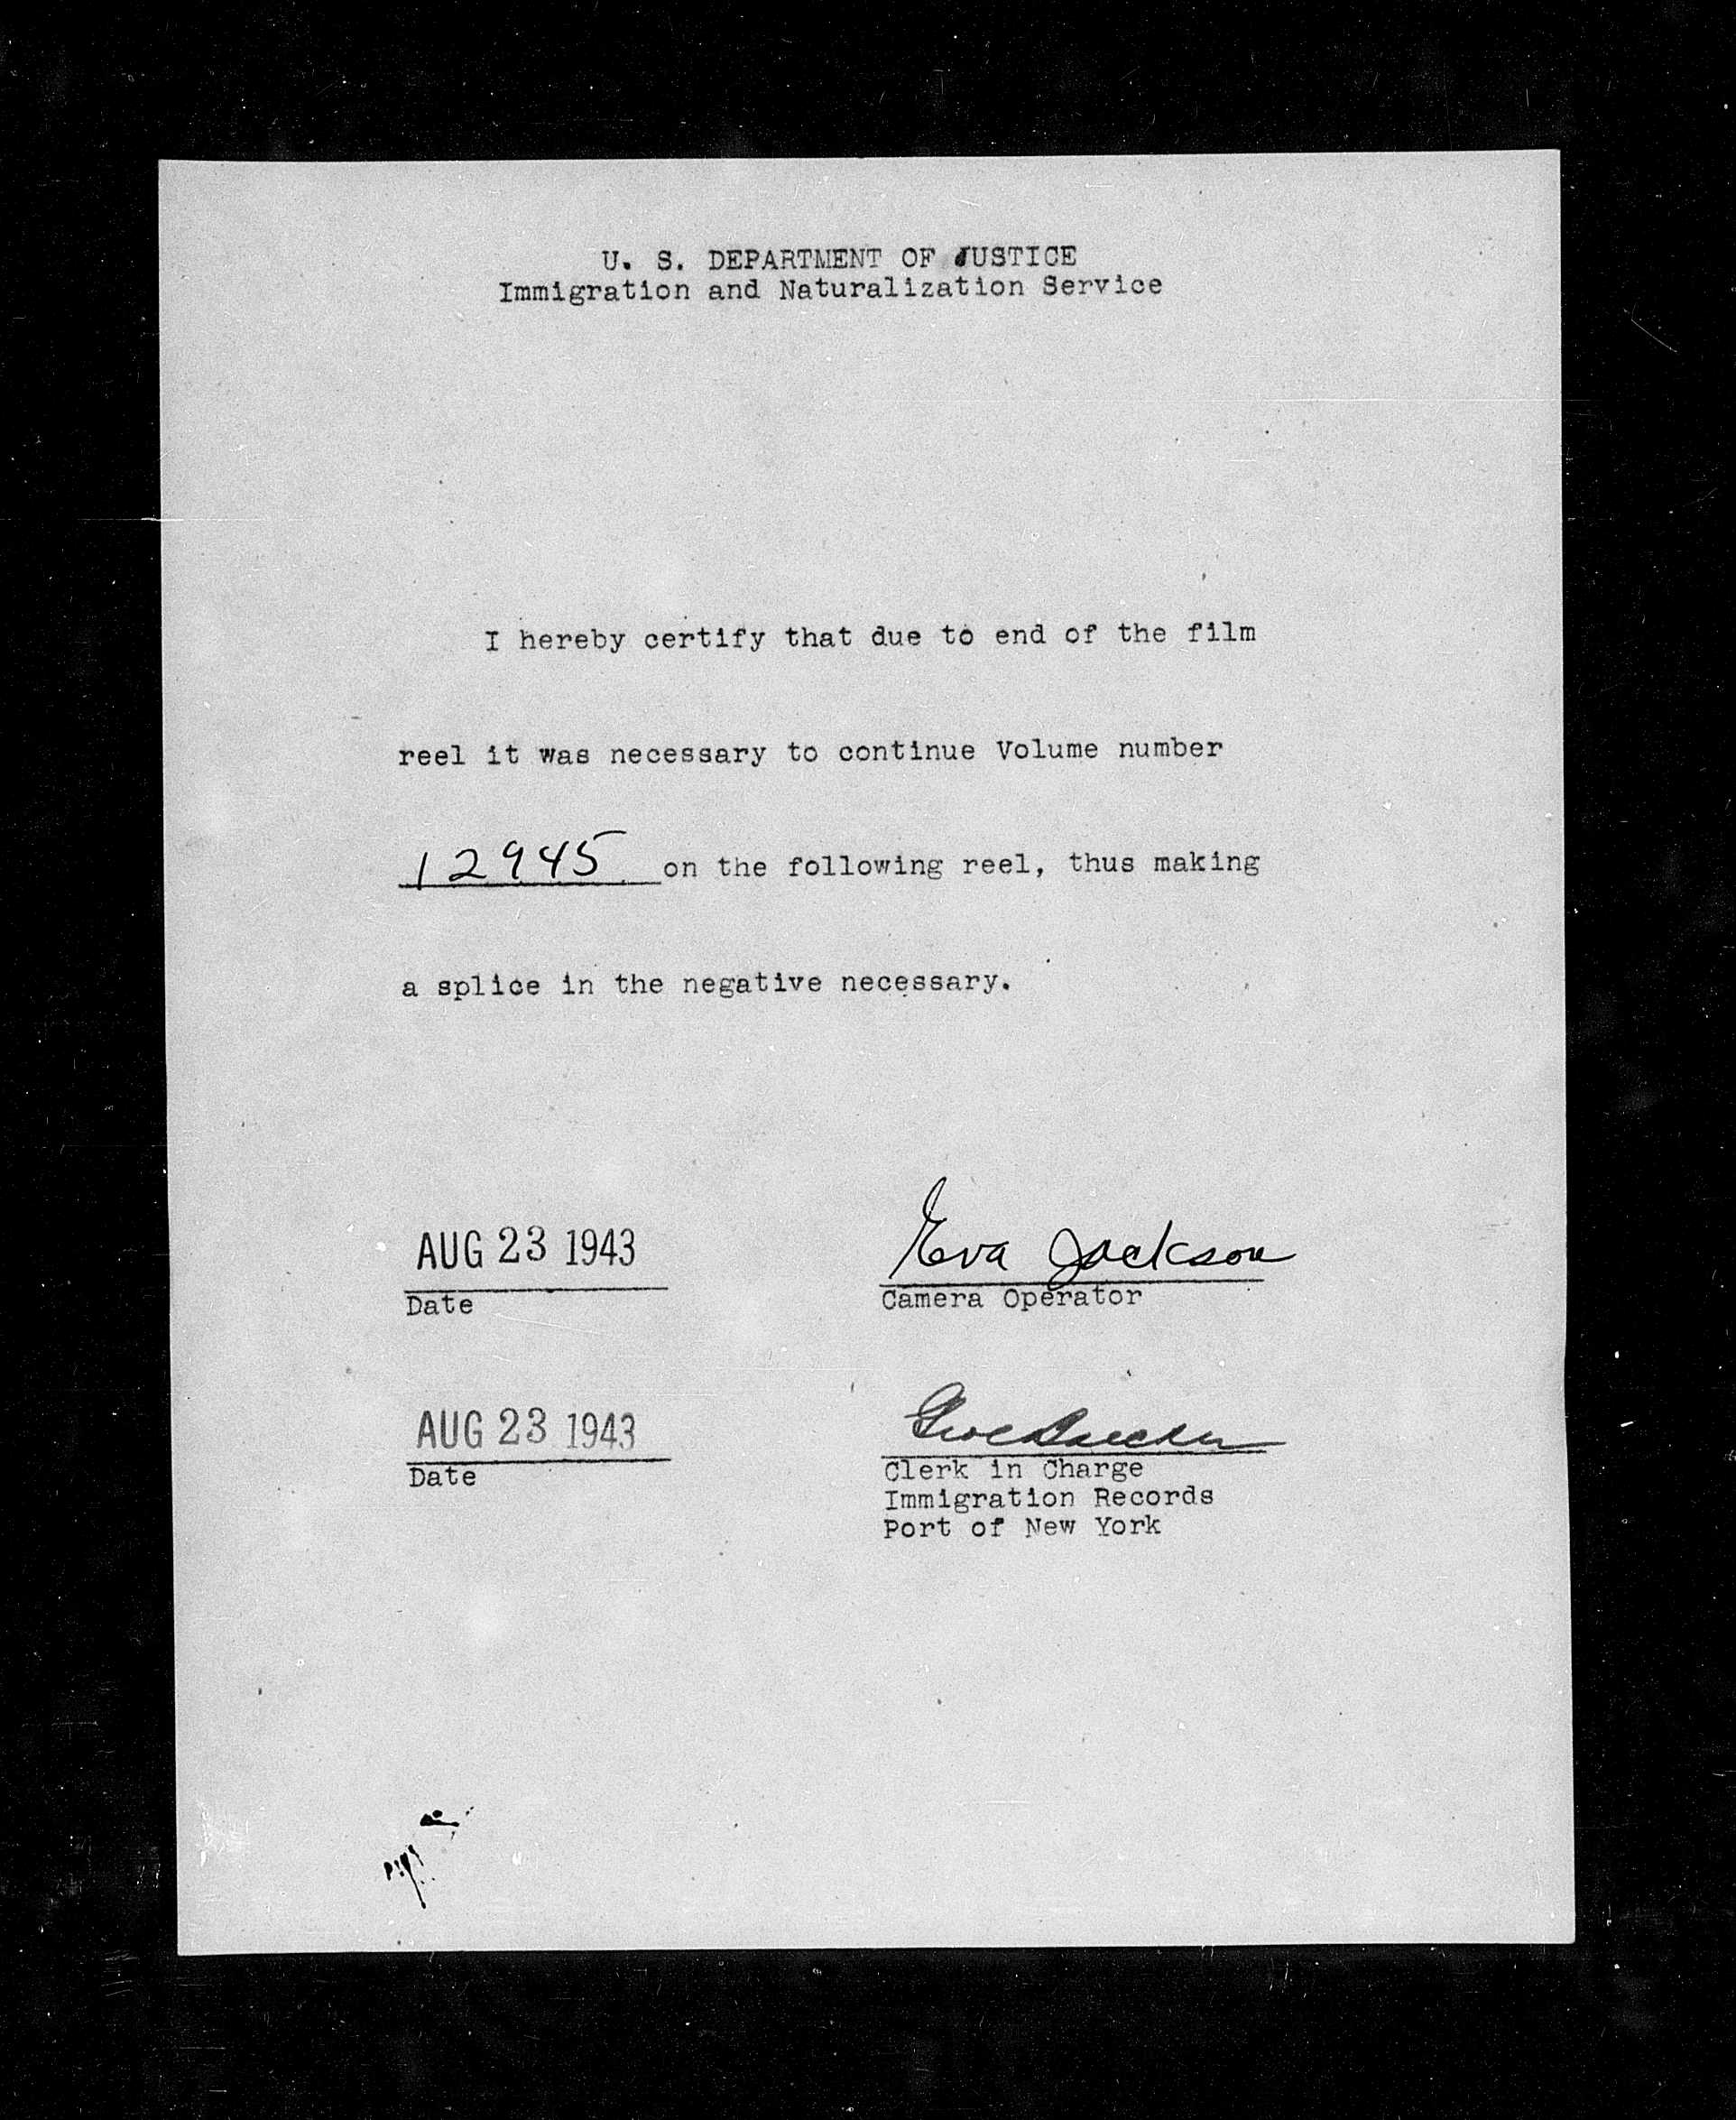 U. S. DEPARTMENT OF JUSTICE
Immigration and Naturalization Service
I hereby certify that due to end of the film
reel it was necessary to continue Volume number
12945 on the following reel, thus making
a splice in the negative necessary.
AUG 23 1943
Date
Eva Jackson
Camera Operator
AUG 23 1943
Date
Clerk in Charge
Immigration Records
Port of New York